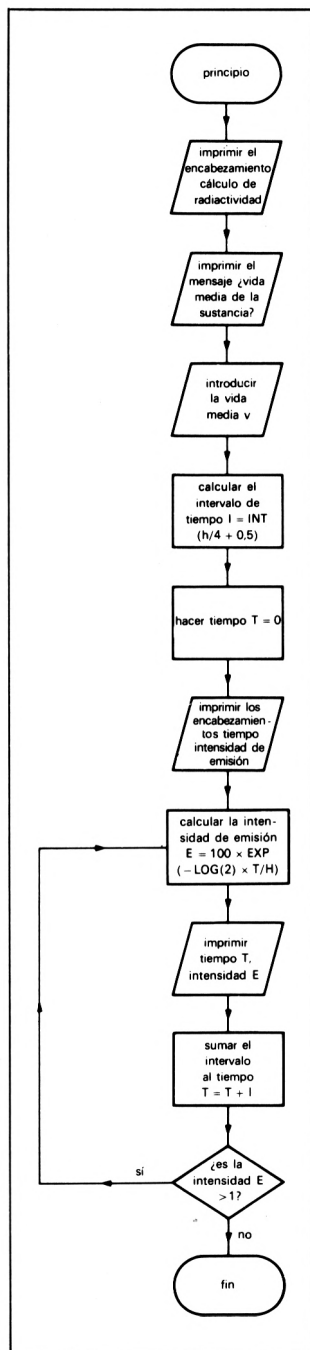 principio
imprimir el
encabezamiento
cálculo de
radiactividad
imprimir el
mensaje ¿vida
media de la
sustancia?
introducir
la vida
media v
calcular el
intervalo de
tiempo I = INT
(h/4 + 0,5)
hacer tiempo T = 0
imprimir los
encabezamien-
tos tiempo
intensidad de
emisión
calcular la inten-
sidad de emisión
E = 100 × EXP
(− LOG(2) × T/H)
imprimir
tiempo T,
intensidad E
sumar el
intervalo
al tiempo
T = T + I
¿es la
intensidad E
> 1?
sí
no
fin